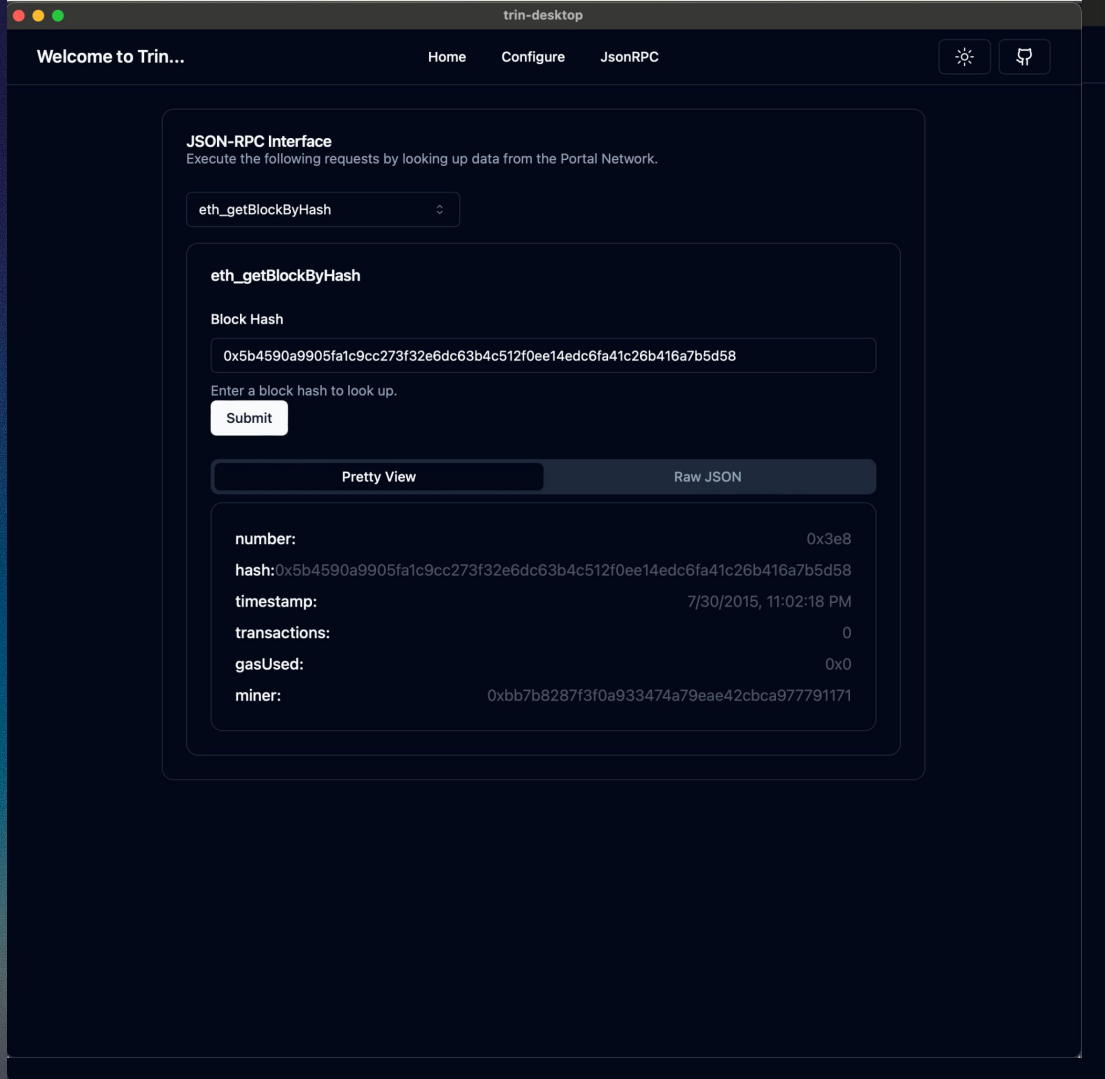 trin-desktop
Welcome to Trin... Home Configure JsonRPC
JSON-RPC Interface
Execute the following requests by looking up data from the Portal Network.
eth_getBlockByHash
eth_getBlockByHash
Block Hash
0x5b4590a9905fa1c9cc273f32e6dc63b4c512f0ee14edc6fa41c26b416a7b5d58
Enter a block hash to look up.
Submit
Pretty View Raw JSON
number: 0x3e8
hash:0x5b4590a9905fa1c9cc273f32e6dc63b4c512f0ee14edc6fa41c26b416a7b5d58
timestamp: 7/30/2015, 11:02:18 PM
transactions: 0
gasUsed: 0x0
miner: 0xbb7b8287f3f0a933474a79eae42cbca977791171